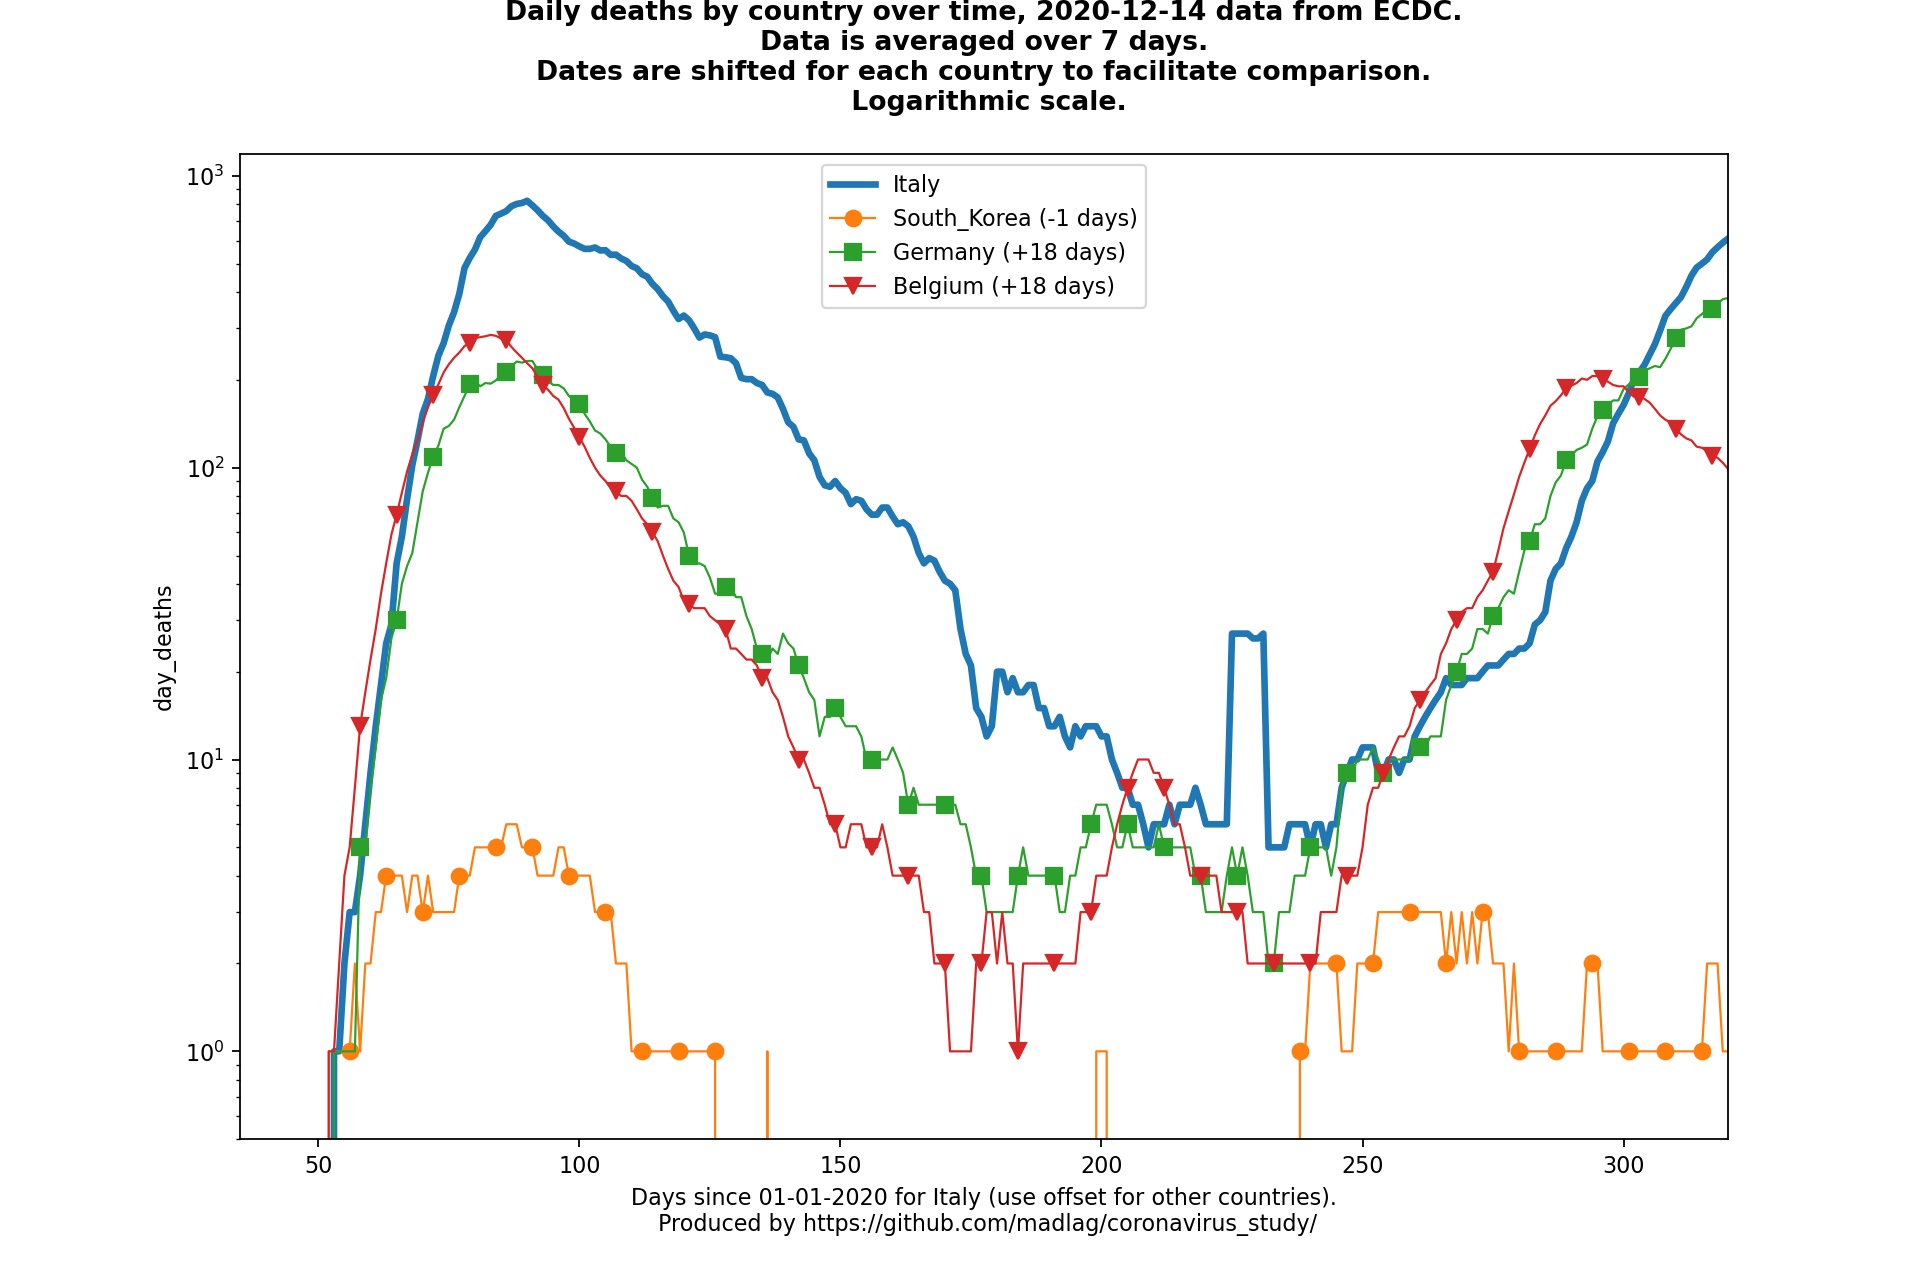 Daily deaths by country over time, 2020-12-14 data from ECDC.
Data is averaged over 7 days.
Dates are shifted for each country to facilitate comparison.
Logarithmic scale.
10³
10²
10¹
10⁰
day_deaths
Italy
South_Korea (-1 days)
Germany (+18 days)
Belgium (+18 days)
50 100 150 200 250 300
Days since 01-01-2020 for Italy (use offset for other countries).
Produced by https://github.com/madlag/coronavirus_study/